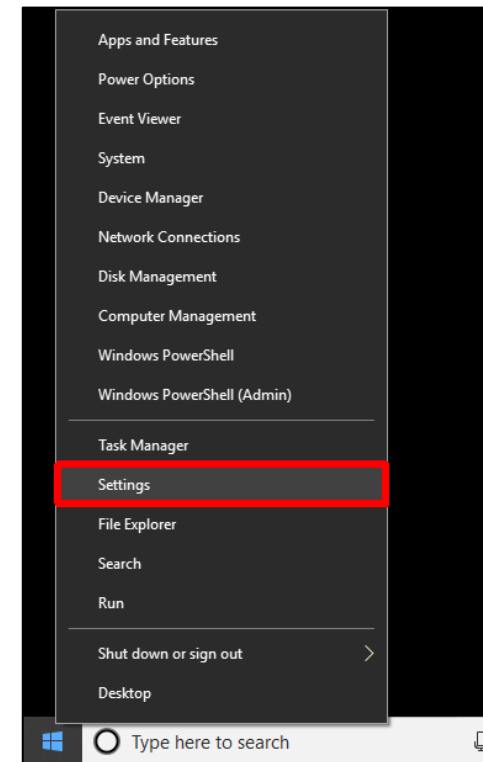 Apps and Features
Power Options
Event Viewer
System
Device Manager
Network Connections
Disk Management
Computer Management
Windows PowerShell
Windows PowerShell (Admin)
Task Manager
Settings
File Explorer
Search
Run
Shut down or sign out
Desktop
Type here to search